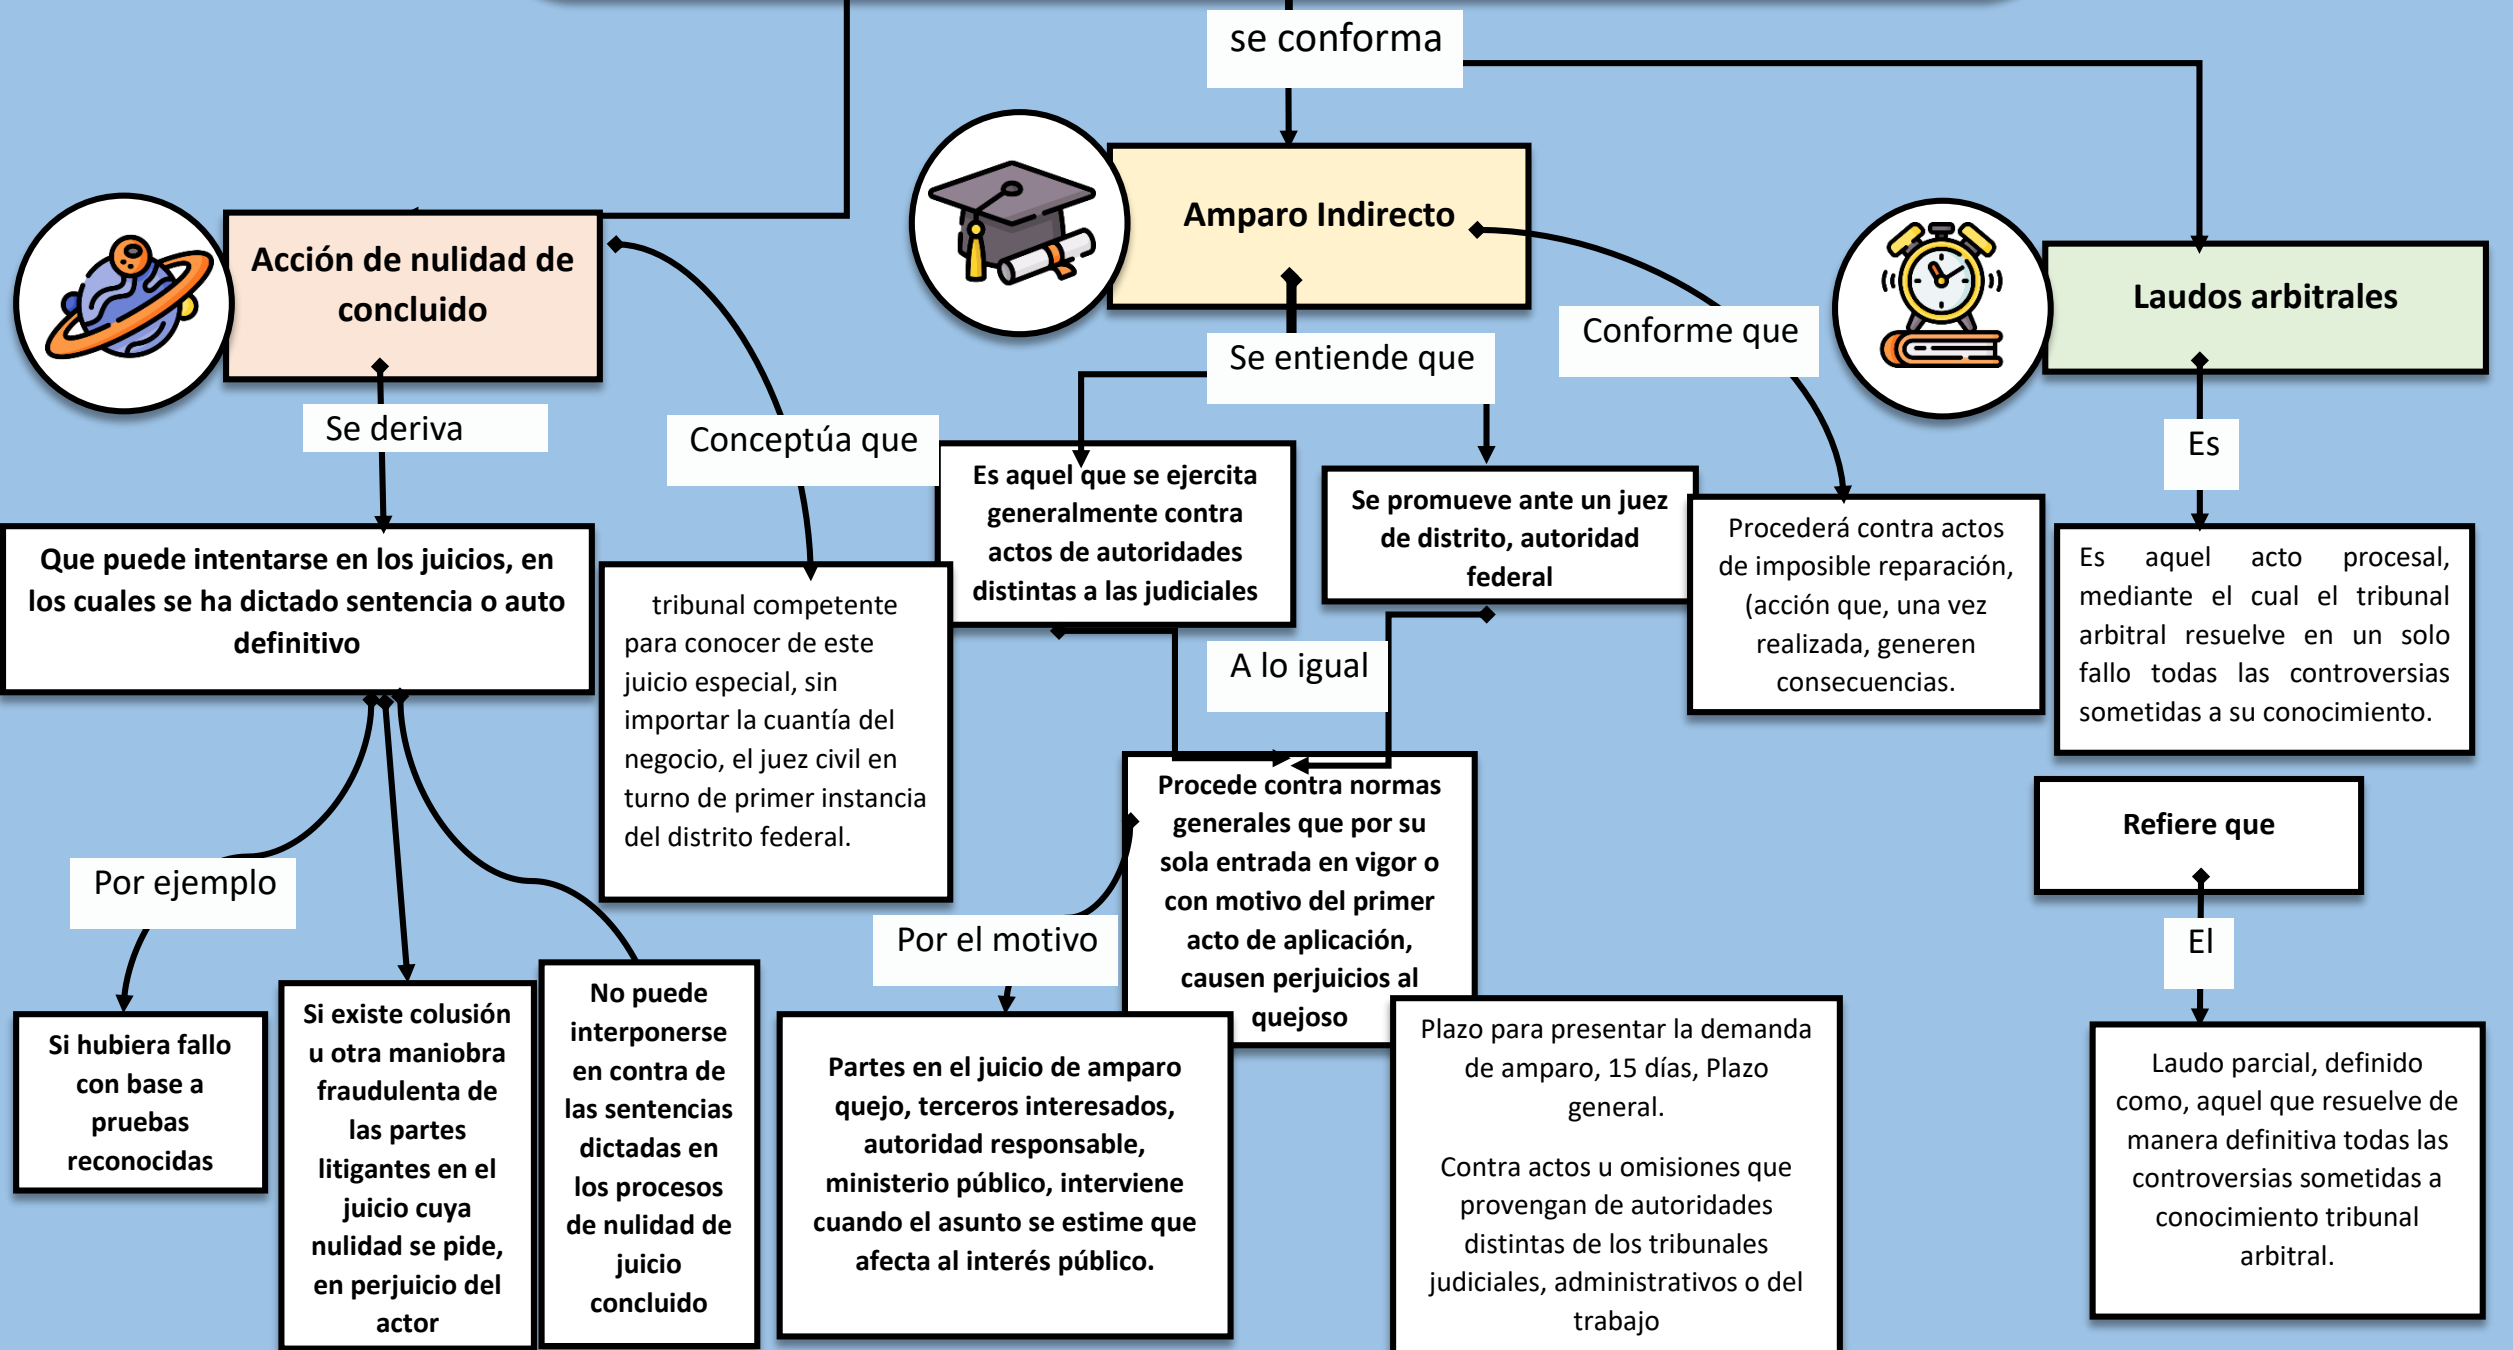 se conforma
Acción de nulidad de
concluido
Amparo Indirecto
Laudos arbitrales
Se deriva
Conceptúa que
Se entiende que
Conforme que
Es
Que puede intentarse en los juicios, en
los cuales se ha dictado sentencia o auto
definitivo
tribunal competente
para conocer de este
juicio especial, sin
importar la cuantía del
negocio, el juez civil en
turno de primer instancia
del distrito federal.
Es aquel que se ejercita
generalmente contra
actos de autoridades
distintas a las judiciales
Se promueve ante un juez
de distrito, autoridad
federal
Procederá contra actos
de imposible reparación,
(acción que, una vez
realizada, generen
consecuencias.
Es aquel acto procesal,
mediante el cual el tribunal
arbitral resuelve en un solo
fallo todas las controversias
sometidas a su conocimiento.
A lo igual
Refiere que
Por ejemplo
Por el motivo
Procede contra normas
generales que por su
sola entrada en vigor o
con motivo del primer
acto de aplicación,
causen perjuicios al
quejoso
El
Si hubiera fallo
con base a
pruebas
reconocidas
Si existe colusión
u otra maniobra
fraudulenta de
las partes
litigantes en el
juicio cuya
nulidad se pide,
en perjuicio del
actor
No puede
interponerse
en contra de
las sentencias
dictadas en
los procesos
de nulidad de
juicio
concluido
Partes en el juicio de amparo
quejo, terceros interesados,
autoridad responsable,
ministerio público, interviene
cuando el asunto se estime que
afecta al interés público.
Plazo para presentar la demanda
de amparo, 15 días, Plazo
general.
Contra actos u omisiones que
provengan de autoridades
distintas de los tribunales
judiciales, administrativos o del
trabajo
Laudo parcial, definido
como, aquel que resuelve de
manera definitiva todas las
controversias sometidas a
conocimiento tribunal
arbitral.